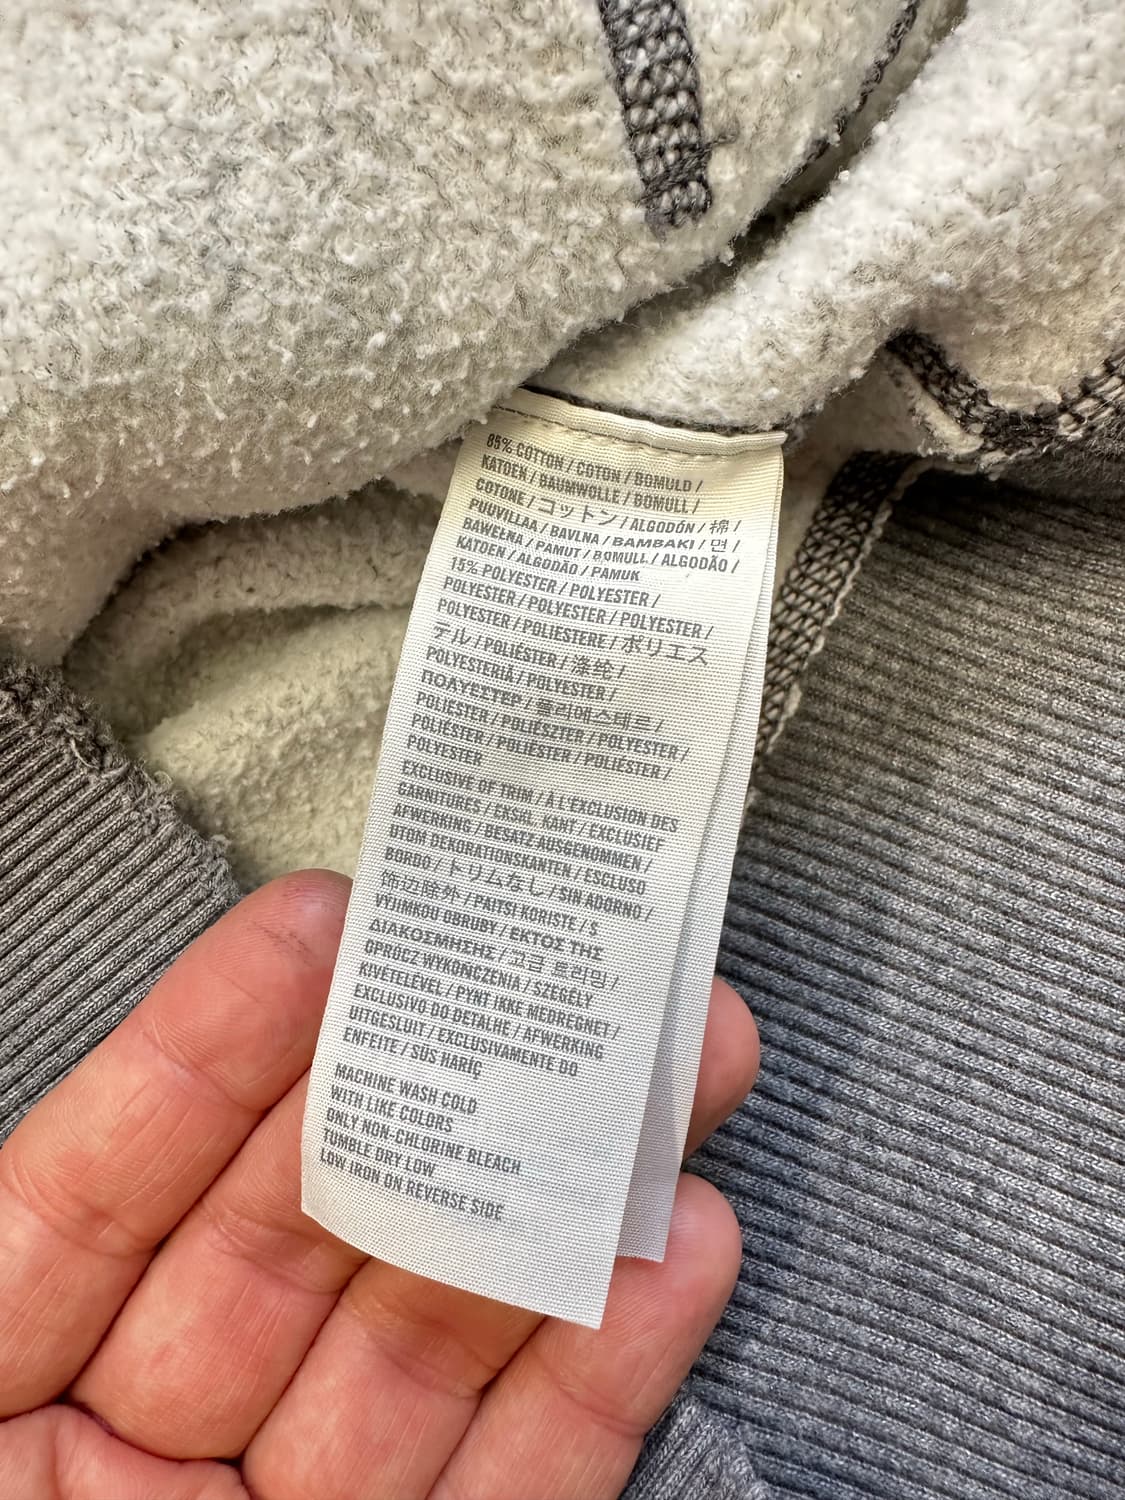 85% COTTON / COTON / BOMULD /
KATOEN / BAUMWOLLE / BOMULL /
COTONE / コットン / ALGODÓN / 棉 /
PUUVILLAA / BAVLNA / BAMBAKI / 면 /
BAWEŁNA / PAMUT / BOMULL / ALGODÃO /
KATOEN / ALGODÃO / PAMUK
15% POLYESTER / POLYESTER /
POLYESTER / POLYESTER / POLYESTER /
POLYESTER / POLIESTERE / ポリエス
テル / POLIÉSTER / 涤纶 /
POLYESTERIÄ / POLYESTER /
ΠΟΛΥΕΣΤΕΡ / 폴리에스테르 /
POLIESTER / POLIÉSZTER / POLYESTER /
POLIÉSTER / POLIÉSTER / POLIÉSTER /
POLYESTER
EXCLUSIVE OF TRIM / À L'EXCLUSION DES
GARNITURES / EKSKL. KANT / EXCLUSIEF
AFWERKING / BESATZ AUSGENOMMEN /
UTOM DEKORATIONSKANTEN / ESCLUSO
BORDO / トリムなし / SIN ADORNO /
饰边除外 / PAITSI KORISTE / S
VÝJIMKOU OBRUBY / ΕΚΤΟΣ ΤΗΣ
ΔΙΑΚΟΣΜΗΣΗΣ / 고급 트리밍 /
OPRÓCZ WYKOŃCZENIA / SZEGÉLY
KIVÉTELÉVEL / PYNT IKKE MEDREGNET /
EXCLUSIVO DO DETALHE / AFWERKING
UITGESLUIT / EXCLUSIVAMENTE DO
ENFEITE / SÜS HARİÇ
MACHINE WASH COLD
WITH LIKE COLORS
ONLY NON-CHLORINE BLEACH
TUMBLE DRY LOW
LOW IRON ON REVERSE SIDE